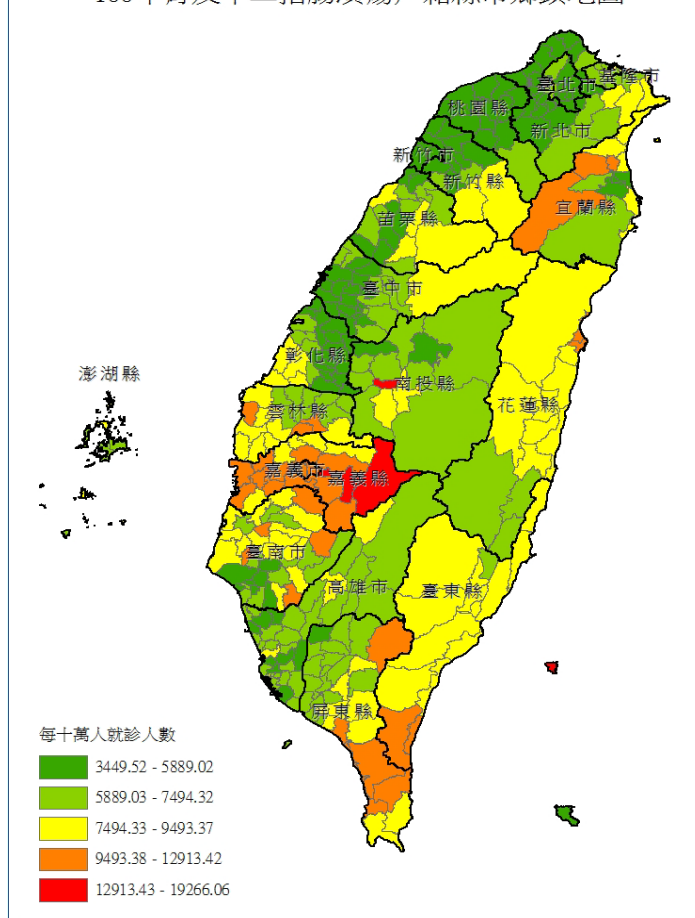 基隆市
臺北市
桃園縣
新北市
新竹市
新竹縣
宜蘭縣
苗栗縣
臺中市
彰化縣
南投縣
澎湖縣
雲林縣
花蓮縣
嘉義市
嘉義縣
臺南市
高雄市
臺東縣
屏東縣
每十萬人就診人數
3449.52 - 5889.02
5889.03 - 7494.32
7494.33 - 9493.37
9493.38 - 12913.42
12913.43 - 19266.06